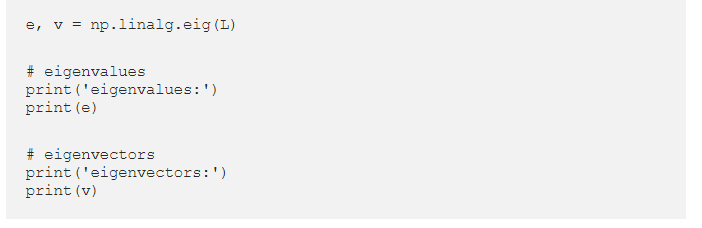 e, v = np.linalg.eig(L)
# eigenvalues
print('eigenvalues:')
print(e)
# eigenvectors
print('eigenvectors:')
print(v)